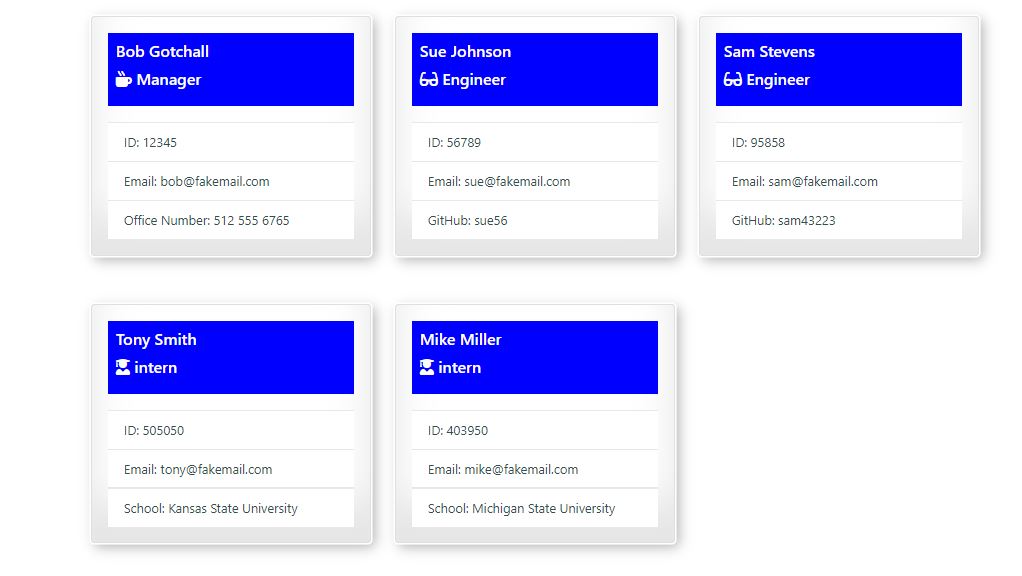 Bob Gotchall
Manager
ID: 12345
Email: bob@fakemail.com
Office Number: 512 555 6765
Sue Johnson
Engineer
ID: 56789
Email: sue@fakemail.com
GitHub: sue56
Sam Stevens
Engineer
ID: 95858
Email: sam@fakemail.com
GitHub: sam43223
Tony Smith
intern
ID: 505050
Email: tony@fakemail.com
School: Kansas State University
Mike Miller
intern
ID: 403950
Email: mike@fakemail.com
School: Michigan State University